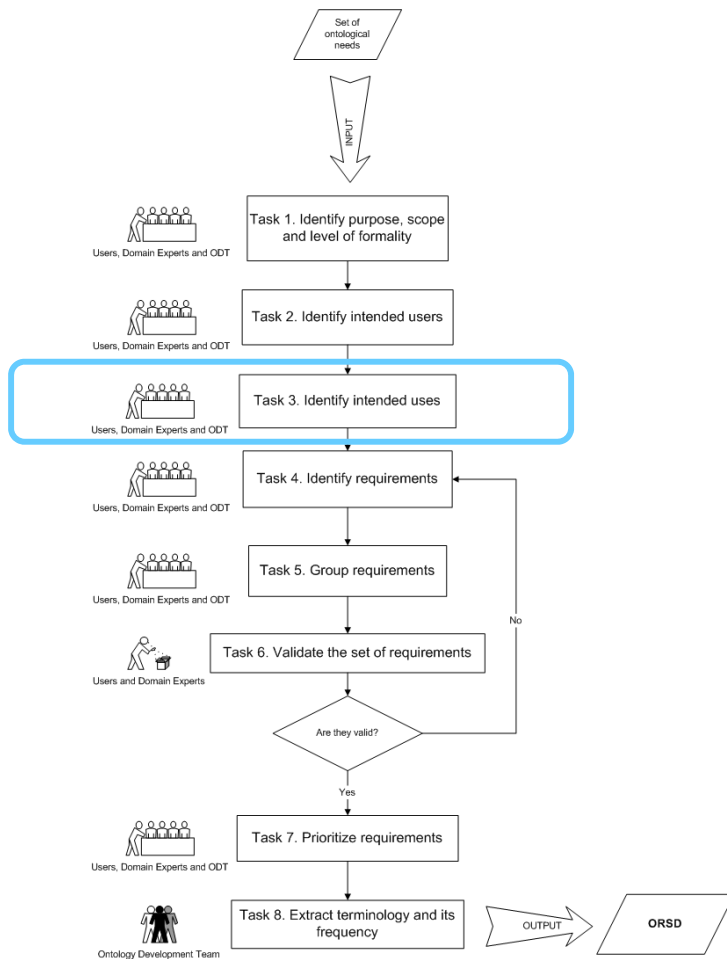 Set of
ontological
needs
INPUT
Task 1. Identify purpose, scope
and level of formality
Users, Domain Experts and ODT
Task 2. Identify intended users
Users, Domain Experts and ODT
Task 3. Identify intended uses
Users, Domain Experts and ODT
Task 4. Identify requirements
Users, Domain Experts and ODT
Task 5. Group requirements
Users, Domain Experts and ODT
No
Task 6. Validate the set of requirements
Users and Domain Experts
Are they valid?
Yes
Task 7. Prioritize requirements
Users, Domain Experts and ODT
Task 8. Extract terminology and its
frequency
Ontology Development Team
OUTPUT
ORSD